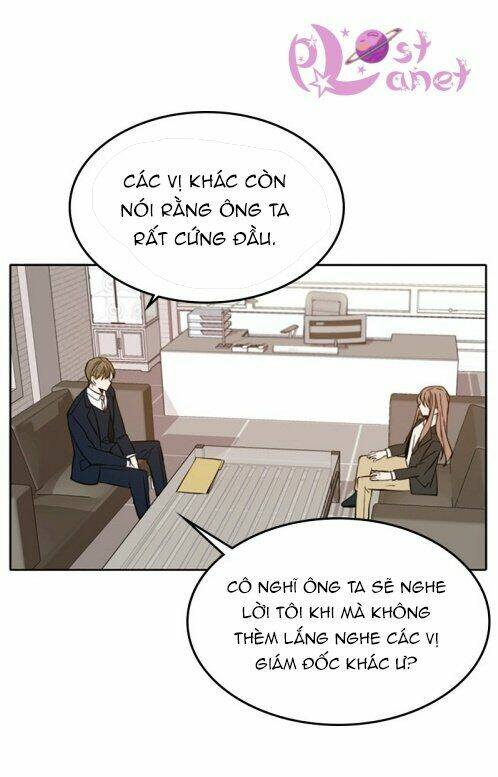 Lost
Planet
CÁC VỊ KHÁC CÒN
NÓI RẰNG ÔNG TA
RẤT CỨNG ĐẦU.
CÔ NGHĨ ÔNG TA SẼ NGHE
LỜI TÔI KHI MÀ KHÔNG
THÈM LẮNG NGHE CÁC VỊ
GIÁM ĐỐC KHÁC Ư?